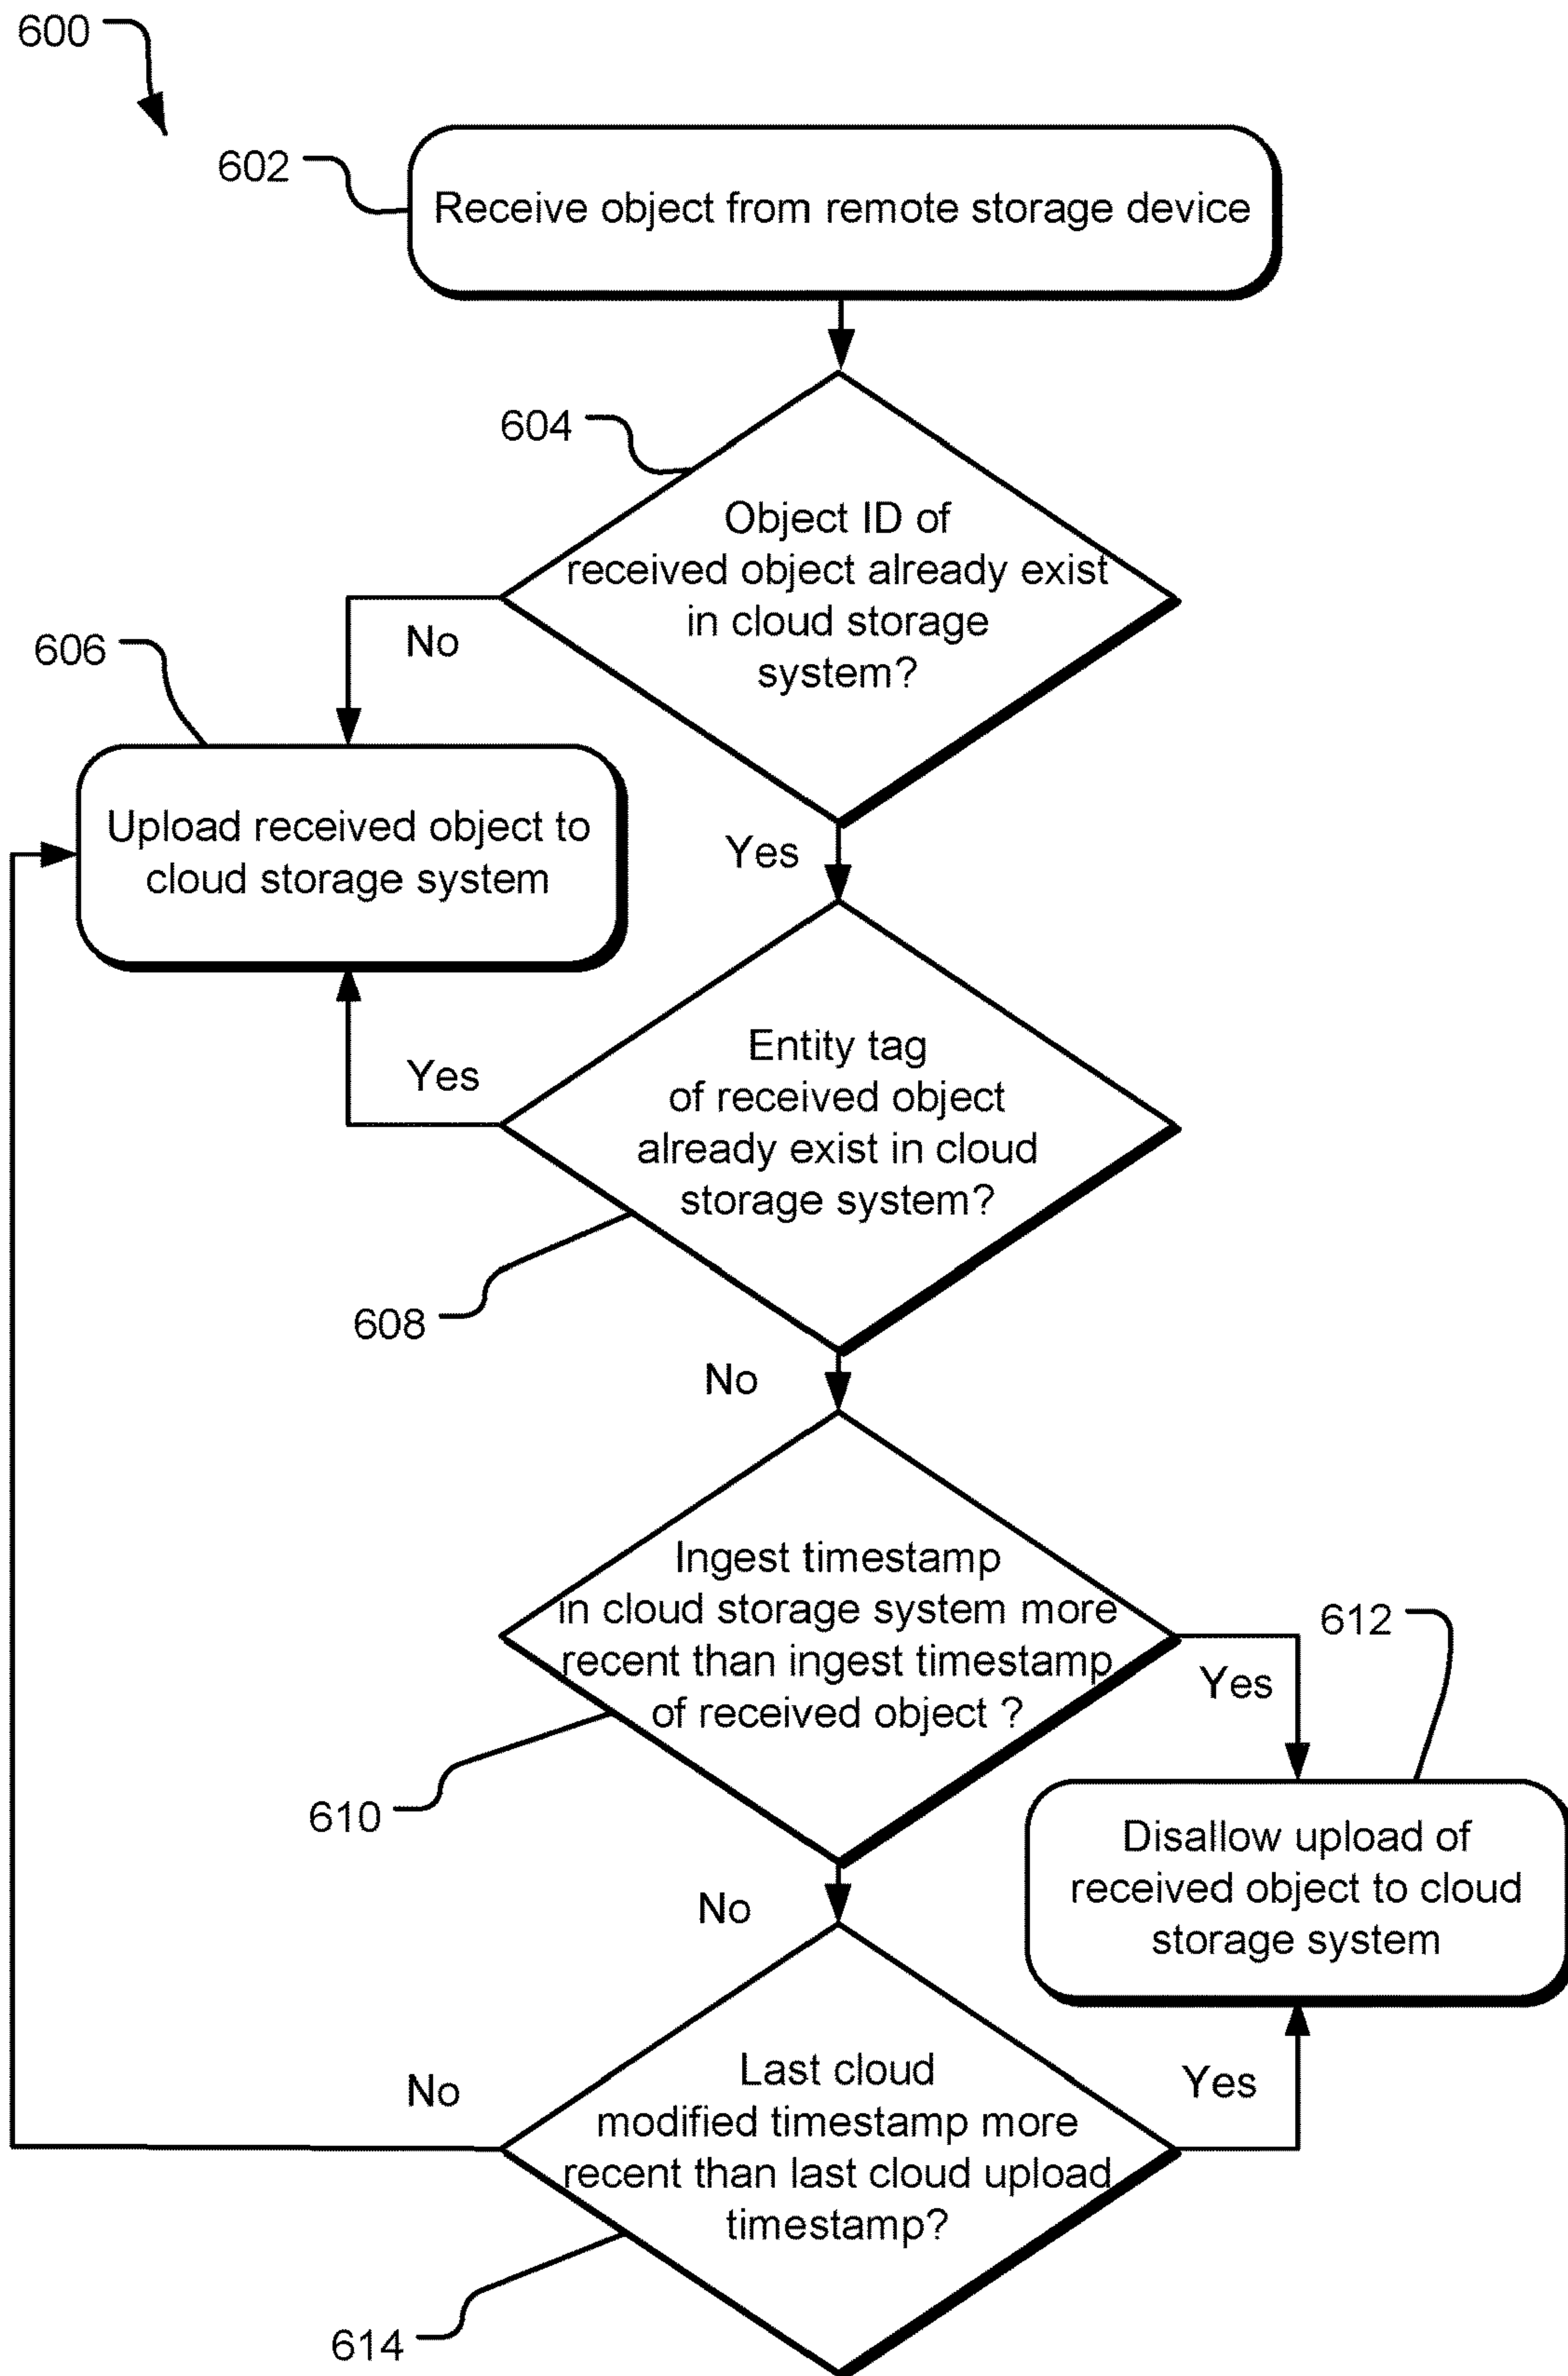 600
602
Receive object from remote storage device
604
Object ID of
received object already exist
in cloud storage
system?
No
606
Upload received object to
cloud storage system
Yes
Entity tag
of received object
already exist in cloud
storage system?
Yes
608
No
Ingest timestamp
in cloud storage system more
recent than ingest timestamp
of received object ?
612
Yes
610
Disallow upload of
received object to cloud
storage system
No
Last cloud
modified timestamp more
recent than last cloud upload
timestamp?
No
Yes
614